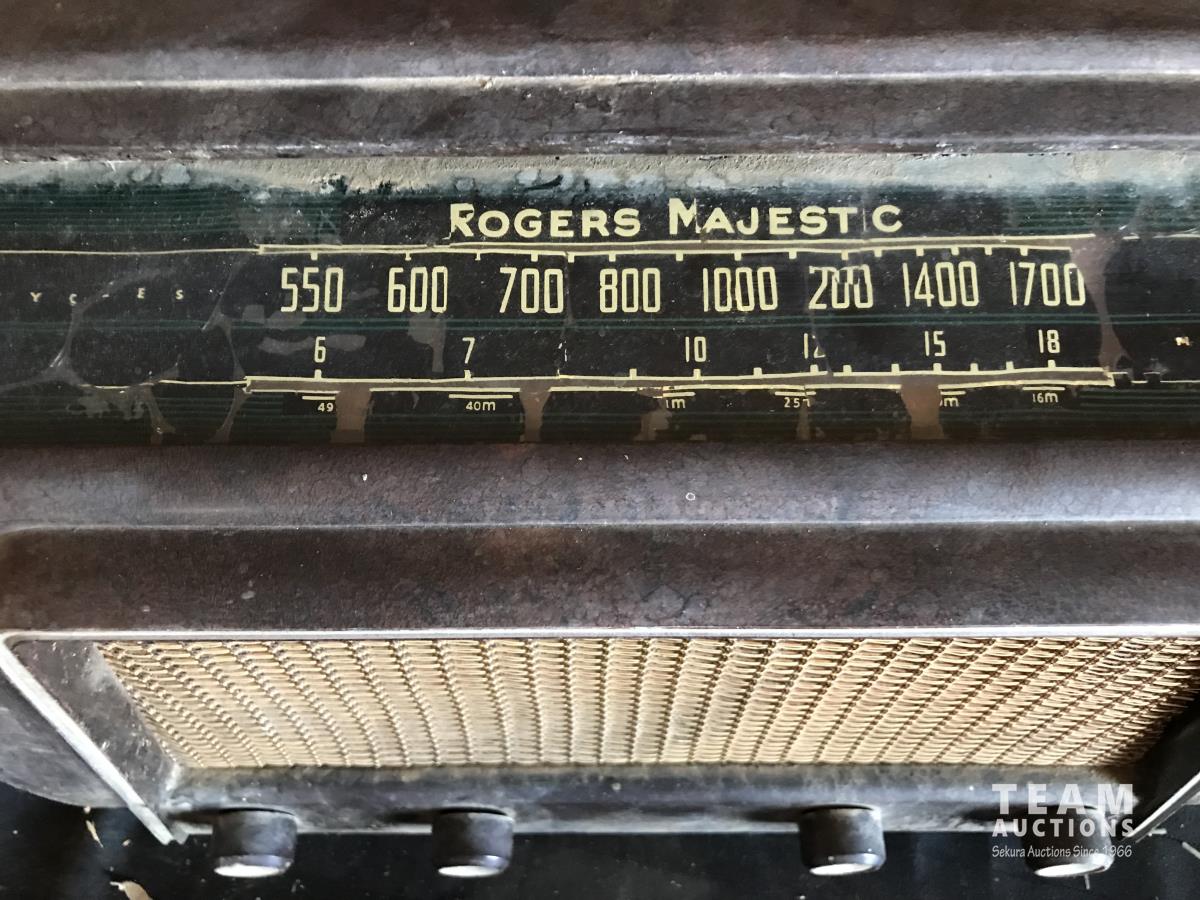 ROGERS MAJESTIC
550 600 700 800 1000 200 1400 1700
6 7 10 12 15 18
49 40m 25 16m
TEAM
AUCTIONS
Sekura Auctions Since 1966